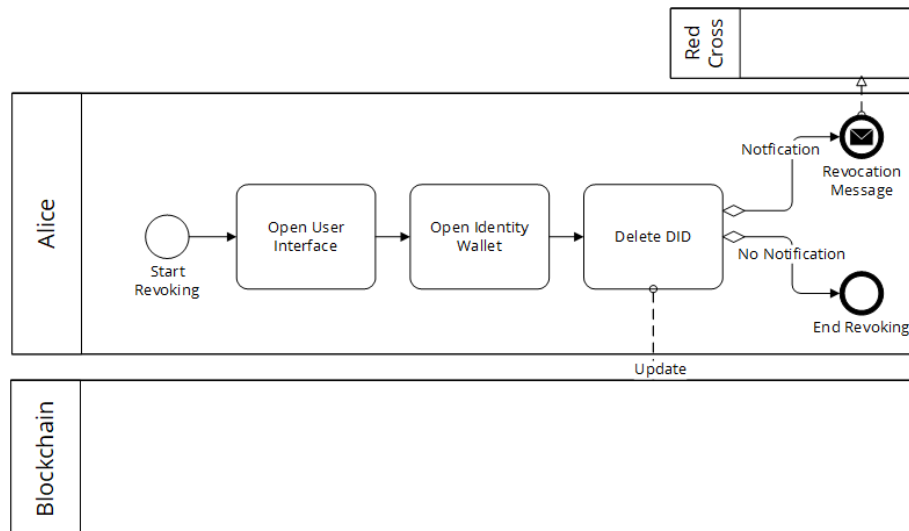 Red
Cross
Alice
Start
Revoking
Open User
Interface
Open Identity
Wallet
Delete DID
Notfication
Revocation
Message
No Notification
End Revoking
Update
Blockchain